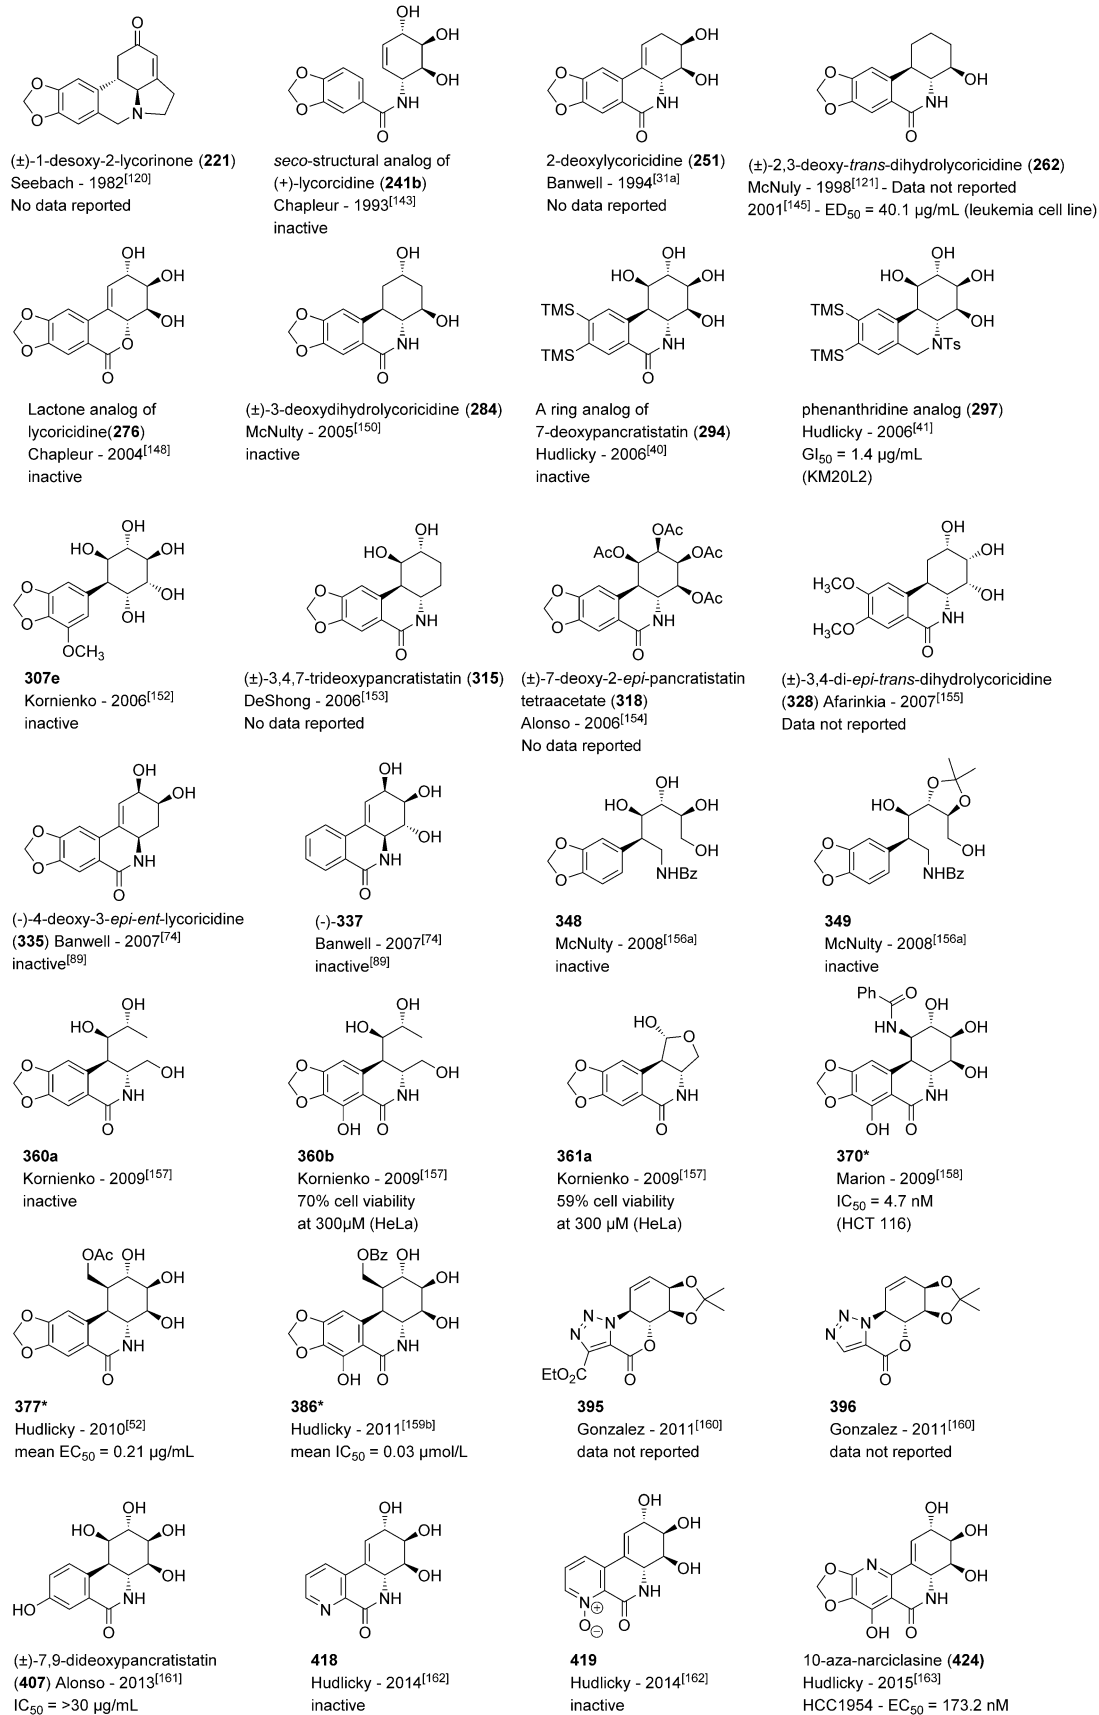 (±)-1-desoxy-2-lycorinone (221)
Seebach - 1982[120]
No data reported
seco-structural analog of
(+)-lycorcidine (241b)
Chapleur - 1993[143]
inactive
2-deoxylycoricidine (251)
Banwell - 1994[31a]
No data reported
(±)-2,3-deoxy-trans-dihydrolycoricidine (262)
McNuly - 1998[121] - Data not reported
2001[145] - ED50 = 40.1 µg/mL (leukemia cell line)
Lactone analog of
lycoricidine(276)
Chapleur - 2004[148]
inactive
(±)-3-deoxydihydrolycoricidine (284)
McNulty - 2005[150]
inactive
A ring analog of
7-deoxypancratistatin (294)
Hudlicky - 2006[40]
inactive
phenanthridine analog (297)
Hudlicky - 2006[41]
GI50 = 1.4 µg/mL
(KM20L2)
307e
Kornienko - 2006[152]
inactive
(±)-3,4,7-trideoxypancratistatin (315)
DeShong - 2006[153]
No data reported
(±)-7-deoxy-2-epi-pancratistatin
tetraacetate (318)
Alonso - 2006[154]
No data reported
(±)-3,4-di-epi-trans-dihydrolycoricidine
(328) Afarinkia - 2007[155]
Data not reported
(-)-4-deoxy-3-epi-ent-lycoricidine
(335) Banwell - 2007[74]
inactive[89]
(-)-337
Banwell - 2007[74]
inactive[89]
348
McNulty - 2008[156a]
inactive
349
McNulty - 2008[156a]
inactive
360a
Kornienko - 2009[157]
inactive
360b
Kornienko - 2009[157]
70% cell viability
at 300µM (HeLa)
361a
Kornienko - 2009[157]
59% cell viability
at 300 µM (HeLa)
370*
Marion - 2009[158]
IC50 = 4.7 nM
(HCT 116)
377*
Hudlicky - 2010[52]
mean EC50 = 0.21 µg/mL
386*
Hudlicky - 2011[159b]
mean IC50 = 0.03 µmol/L
395
Gonzalez - 2011[160]
data not reported
396
Gonzalez - 2011[160]
data not reported
(±)-7,9-dideoxypancratistatin
(407) Alonso - 2013[161]
IC50 = >30 µg/mL
418
Hudlicky - 2014[162]
inactive
419
Hudlicky - 2014[162]
inactive
10-aza-narciclasine (424)
Hudlicky - 2015[163]
HCC1954 - EC50 = 173.2 nM